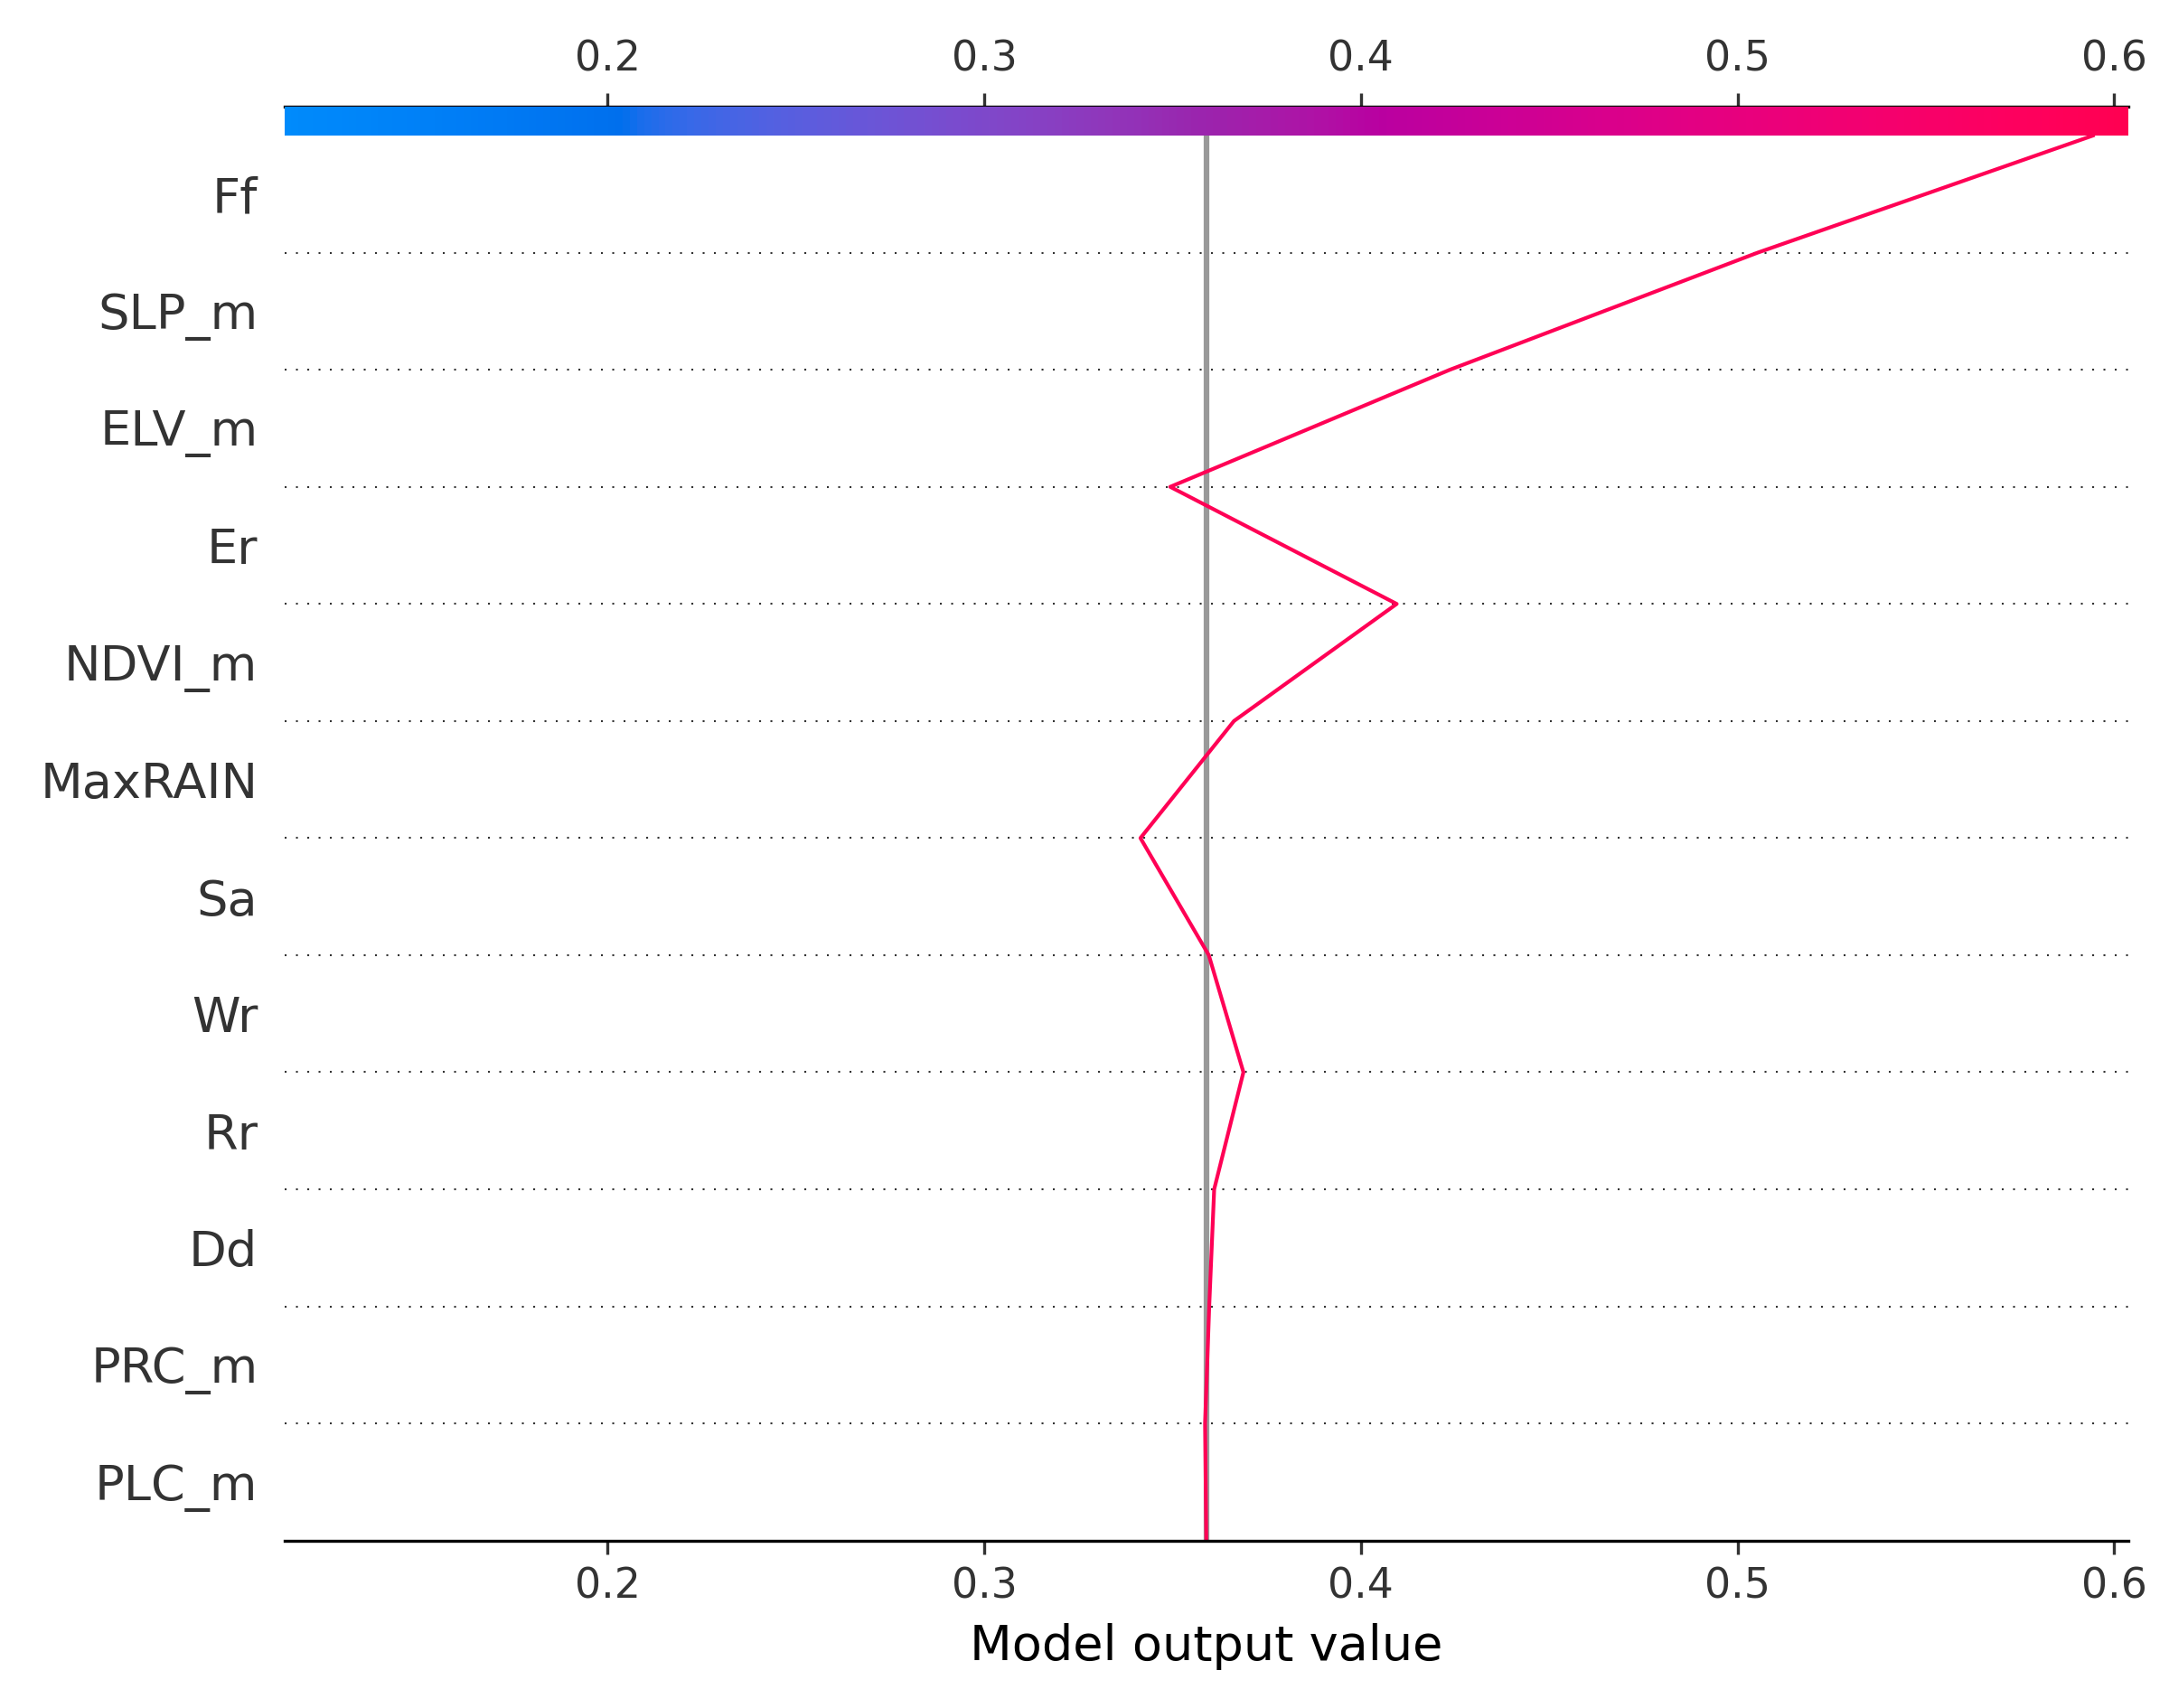 0.2 0.3 0.4 0.5 0.6
Ff
SLP_m
ELV_m
Er
NDVI_m
MaxRAIN
Sa
Wr
Rr
Dd
PRC_m
PLC_m
0.2 0.3 0.4 0.5 0.6
Model output value